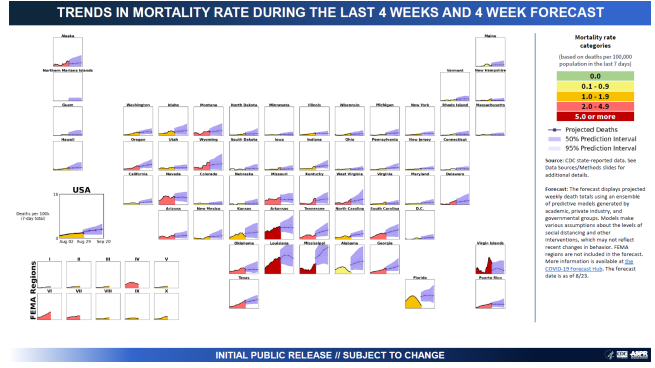 TRENDS IN MORTALITY RATE DURING THE LAST 4 WEEKS AND 4 WEEK FORECAST
Alaska
Maine
Northern Mariana Islands
Vermont
New Hampshire
Guam
Washington
Idaho
Montana
North Dakota
Minnesota
Illinois
Wisconsin
Michigan
New York
Rhode Island
Massachusetts
Hawaii
Oregon
Utah
Wyoming
South Dakota
Iowa
Indiana
Ohio
Pennsylvania
New Jersey
Connecticut
California
Nevada
Colorado
Nebraska
Missouri
Kentucky
West Virginia
Virginia
Maryland
Delaware
USA
Deaths per 100k
(7-day total)
Aug 02 Aug 29 Sep 20
Arizona
New Mexico
Kansas
Arkansas
Tennessee
North Carolina
South Carolina
D.C.
Oklahoma
Louisiana
Mississippi
Alabama
Georgia
Virgin Islands
Texas
Florida
Puerto Rico
FEMA Regions
I
II
III
IV
V
VI
VII
VIII
IX
X
Mortality rate
categories
(based on deaths per 100,000
population in the last 7 days)
0.0
0.1 - 0.9
1.0 - 1.9
2.0 - 4.9
5.0 or more
Projected Deaths
50% Prediction Interval
95% Prediction Interval
Source: CDC state-reported data. See
Data Sources/Methods slides for
additional details.
Forecast: The forecast displays projected
weekly death totals using an ensemble
of predictive models generated by
academic, private industry, and
governmental groups. Models make
various assumptions about the levels
of social distancing and other
interventions, which may not reflect
recent changes in behavior. FEMA
regions are not included in the forecast.
More information is available at the
COVID-19 Forecast Hub. The forecast
date is as of 8/23.
INITIAL PUBLIC RELEASE // SUBJECT TO CHANGE
ASPR